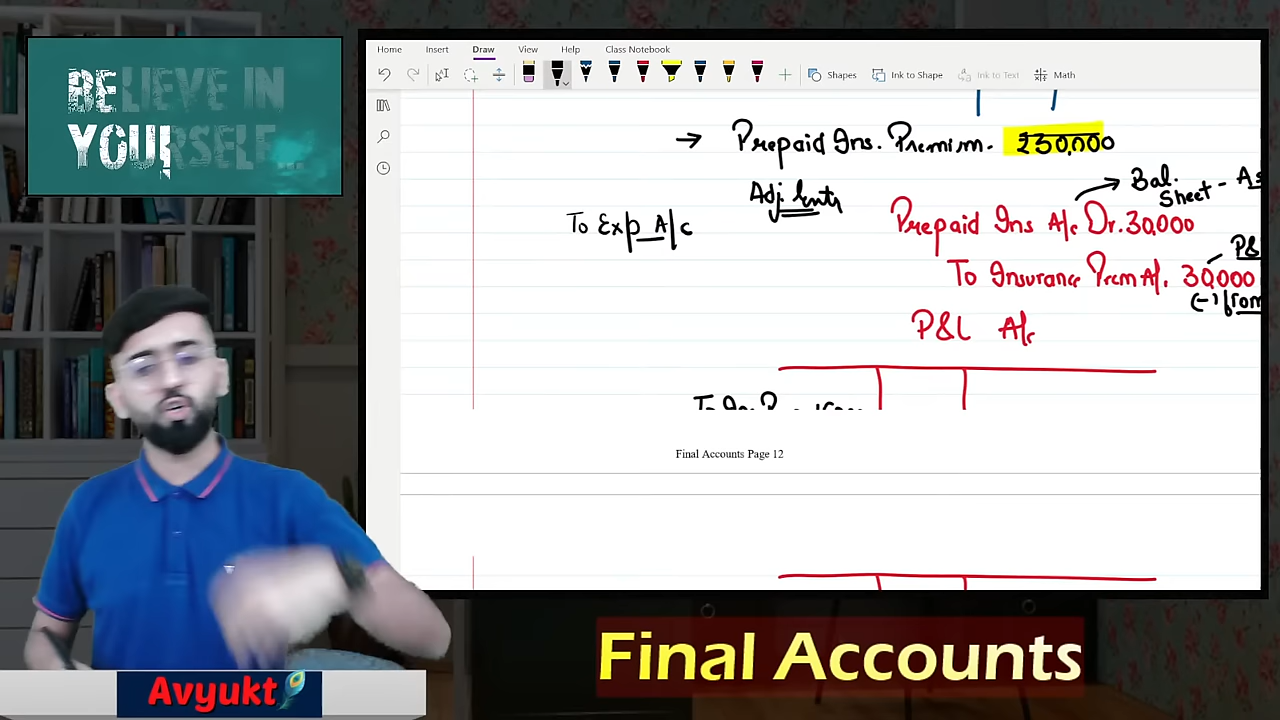 BELIEVE IN
YOURSELF...
Home Insert Draw View Help Class Notebook
Shapes Ink to Shape Ink to Text Math
→ Prepaid Ins. Premium. ₹30,000
Adj. Entr
To Exp A/c
Bal. Sheet - As
Prepaid Ins A/c Dr. 30,000
P&
To Insurance Prem A/. 30,000
(-) from
P&L A/c
Final Accounts Page 12
Final Accounts
Avyukt